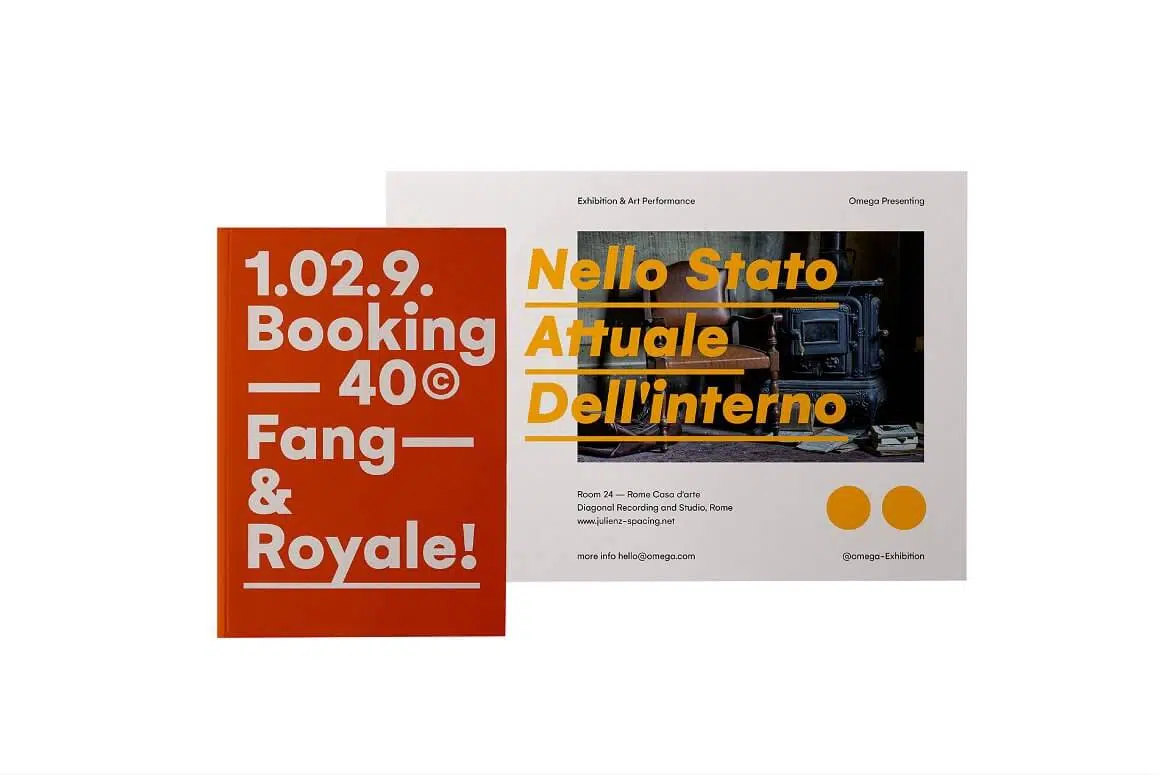 1.02.9.
Booking
— 40©
Fang—
&
Royale!
Exhibition & Art Performance
Omega Presenting
Nello Stato
Attuale
Dell'interno
Room 24 — Rome Casa d'arte
Diagonal Recording and Studio, Rome
www.julienz-spacing.net
more info hello@omega.com
@omega-Exhibition